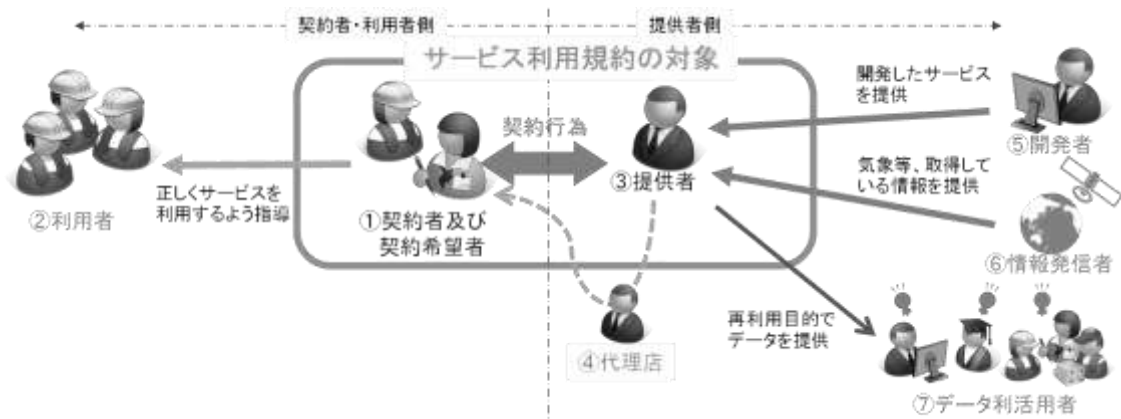 契約者・利用者側
提供者側
サービス利用規約の対象
開発したサービス
を提供
契約行為
⑤開発者
気象等、取得して
いる情報を提供
正しくサービスを
利用するよう指導
②利用者
③提供者
①契約者及び
契約希望者
⑥情報発信者
再利用目的で
データを提供
④代理店
⑦データ利活用者